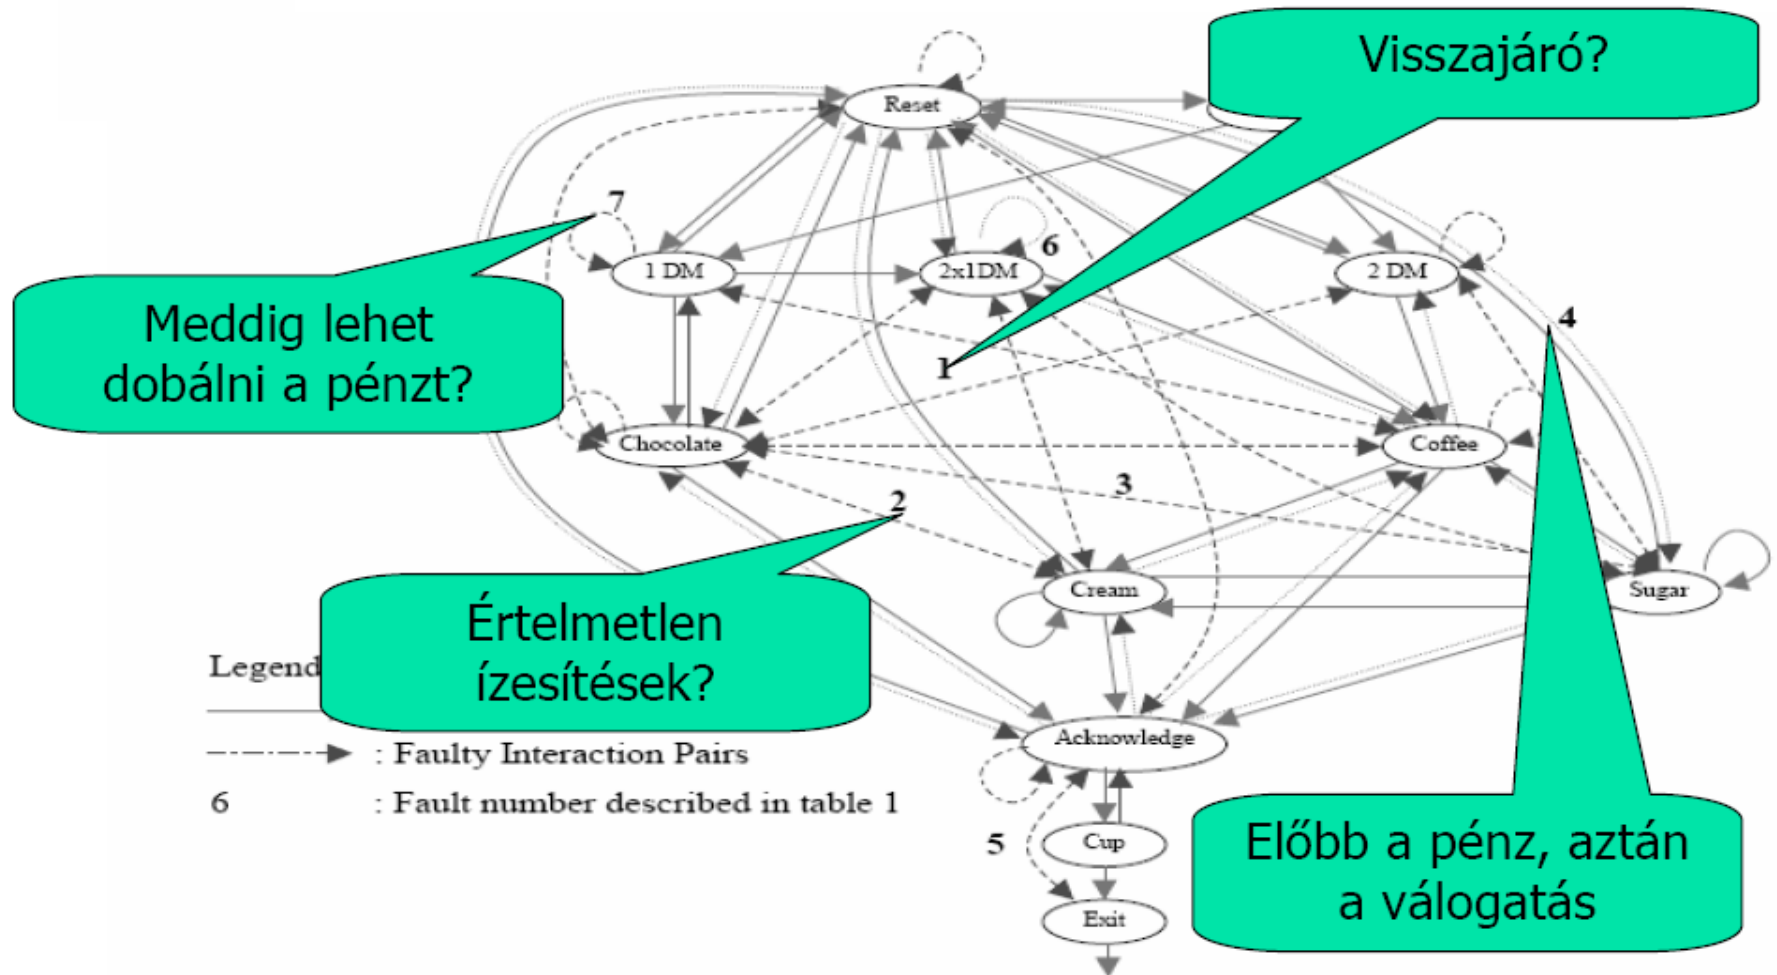 Visszajáró?
Reset
7
6
1 DM
2x1DM
2 DM
4
Meddig lehet
dobálni a pénzt?
1
Chocolate
Coffee
3
2
Cream
Sugar
Értelmetlen
ízesítések?
Legend
Acknowledge
: Faulty Interaction Pairs
6 : Fault number described in table 1
5
Cup
Előbb a pénz, aztán
a válogatás
Exit